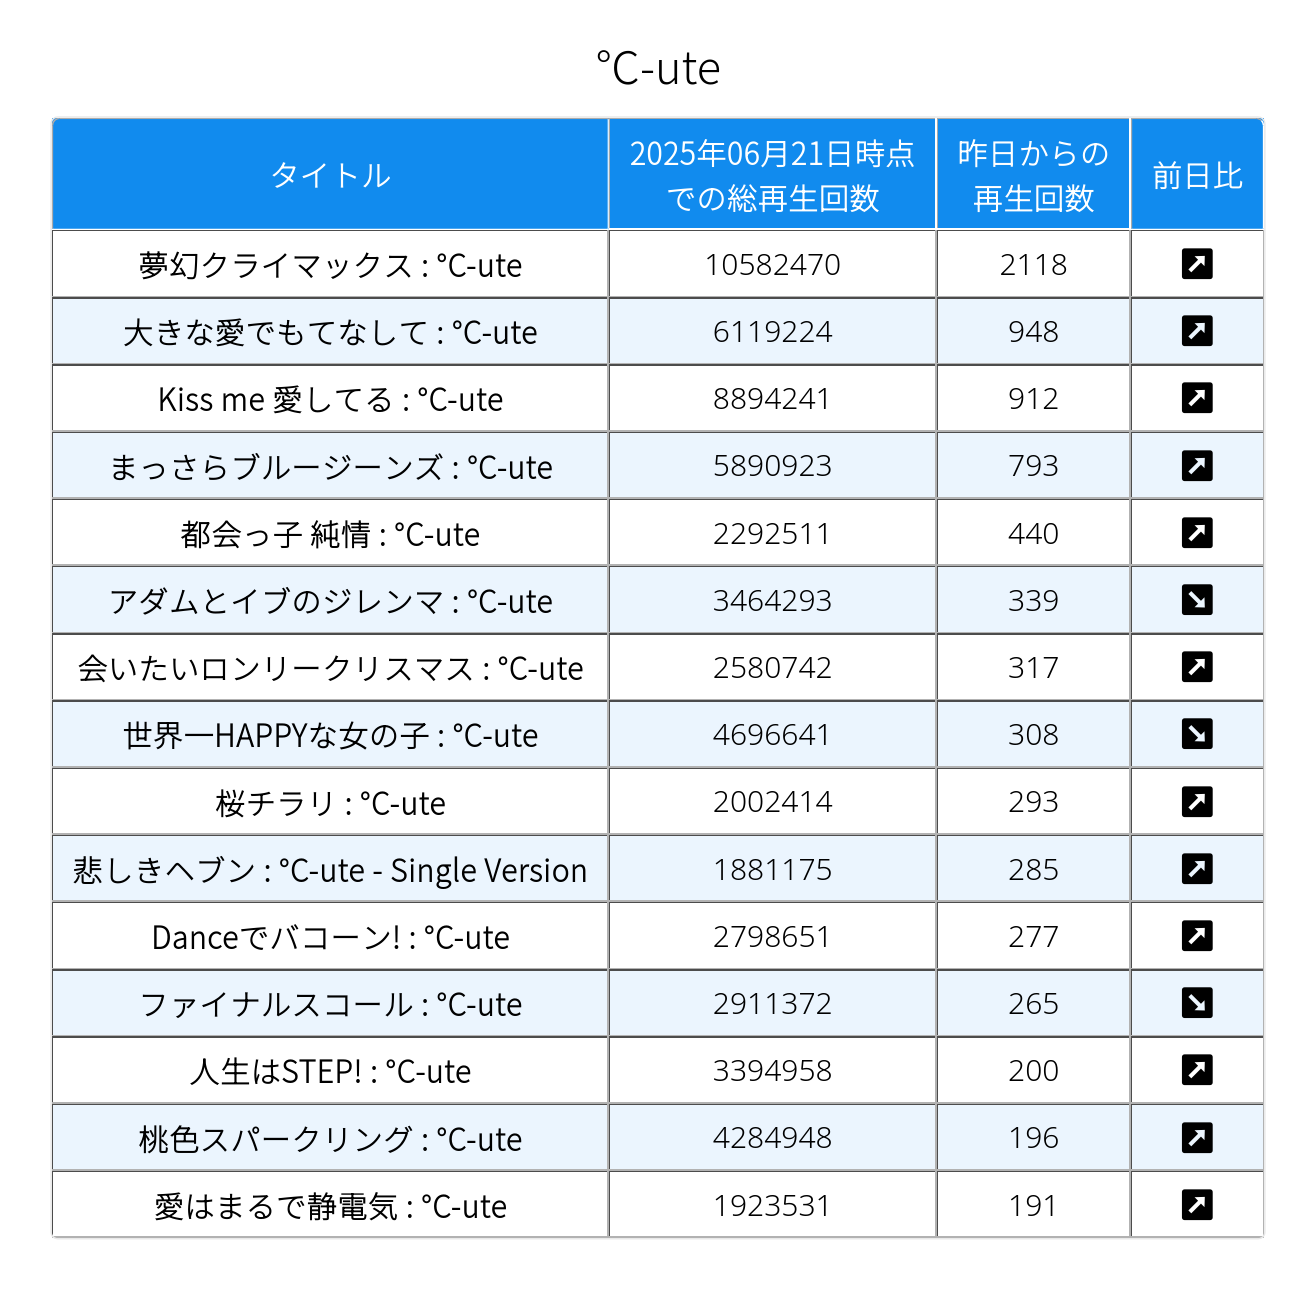 ℃-ute
タイトル
2025年06月21日時点
での総再生回数
昨日からの
再生回数
前日比
夢幻クライマックス : ℃-ute 10582470 2118 ↗
大きな愛でもてなして : ℃-ute 6119224 948 ↗
Kiss me 愛してる : ℃-ute 8894241 912 ↗
まっさらブルージーンズ : ℃-ute 5890923 793 ↗
都会っ子 純情 : ℃-ute 2292511 440 ↗
アダムとイブのジレンマ : ℃-ute 3464293 339 ↘
会いたいロンリークリスマス : ℃-ute 2580742 317 ↗
世界一HAPPYな女の子 : ℃-ute 4696641 308 ↘
桜チラリ : ℃-ute 2002414 293 ↗
悲しきヘブン : ℃-ute - Single Version 1881175 285 ↗
Danceでバコーン! : ℃-ute 2798651 277 ↗
ファイナルスコール : ℃-ute 2911372 265 ↘
人生はSTEP! : ℃-ute 3394958 200 ↗
桃色スパークリング : ℃-ute 4284948 196 ↗
愛はまるで静電気 : ℃-ute 1923531 191 ↗